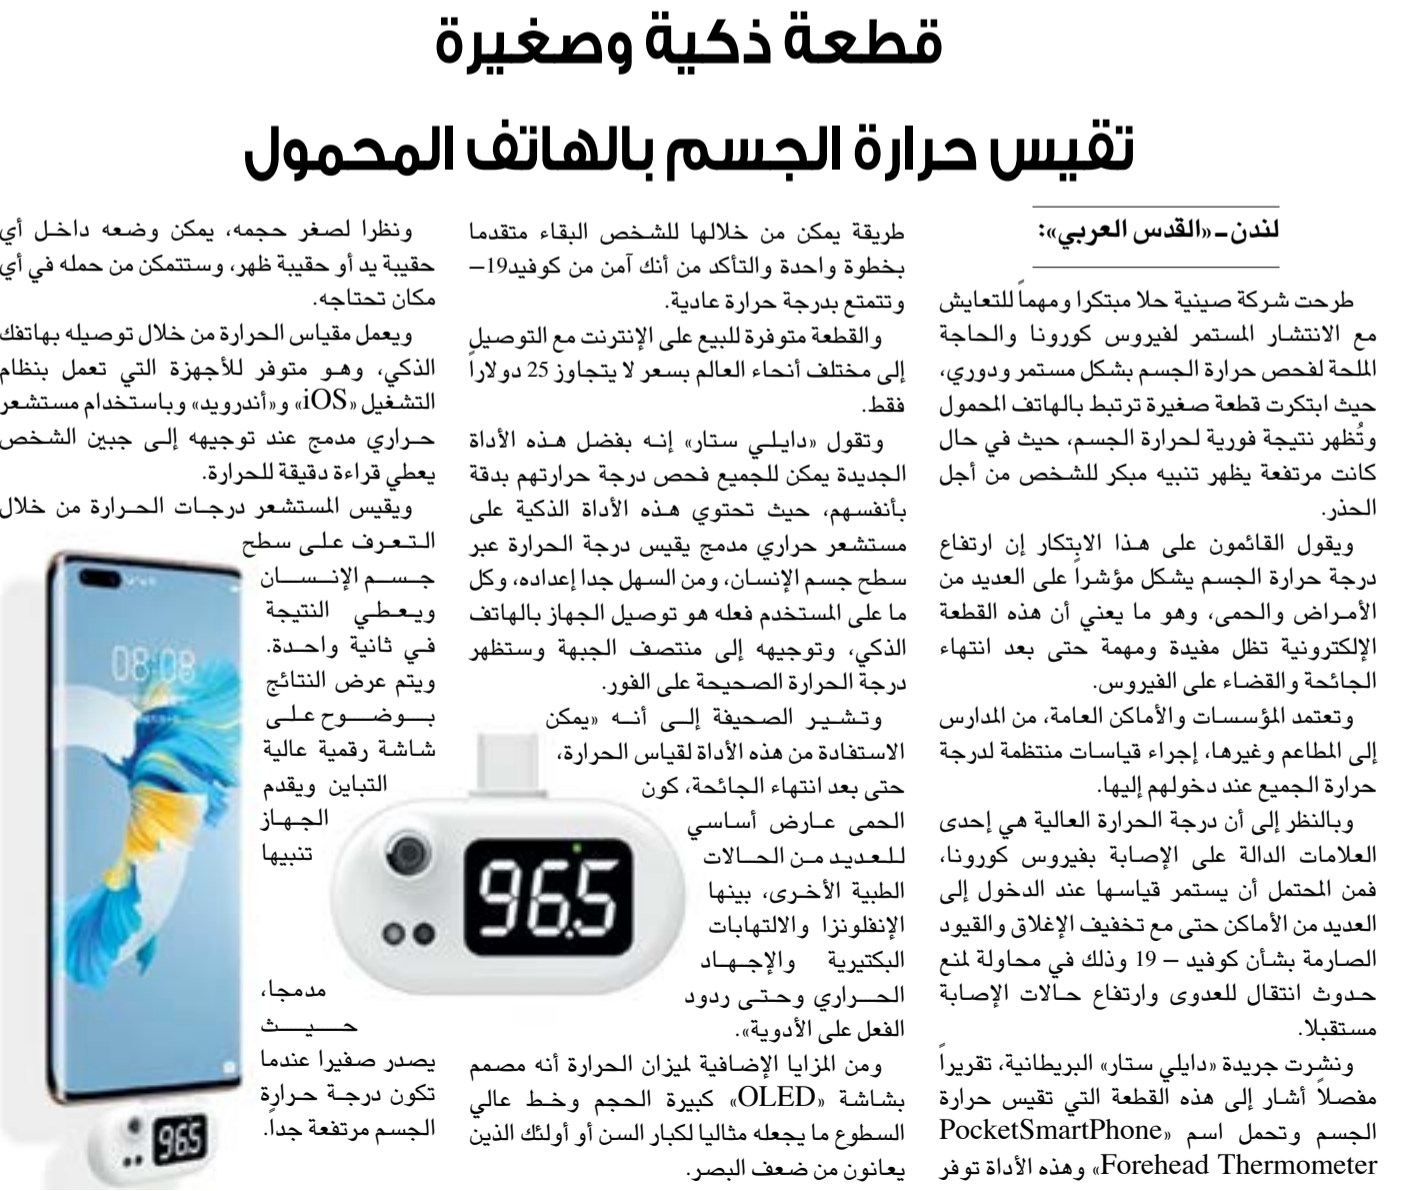 قطعة ذكية وصغيرة
تقيس حرارة الجسم بالهاتف المحمول
لندن ـ «القدس العربي»:
طرحت شركة صينية حلا مبتكرا ومهماً للتعايش
مع الانتشار المستمر لفيروس كورونا والحاجة
الملحة لفحص حرارة الجسم بشكل مستمر ودوري،
حيث ابتكرت قطعة صغيرة ترتبط بالهاتف المحمول
وتُظهر نتيجة فورية لحرارة الجسم، حيث في حال
كانت مرتفعة يظهر تنبيه مبكر للشخص من أجل
الحذر.
ويقول القائمون على هذا الابتكار إن ارتفاع
درجة حرارة الجسم يشكل مؤشراً على العديد من
الأمراض والحمى، وهو ما يعني أن هذه القطعة
الإلكترونية تظل مفيدة ومهمة حتى بعد انتهاء
الجائحة والقضاء على الفيروس.
وتعتمد المؤسسات والأماكن العامة، من المدارس
إلى المطاعم وغيرها، إجراء قياسات منتظمة لدرجة
حرارة الجميع عند دخولهم إليها.
وبالنظر إلى أن درجة الحرارة العالية هي إحدى
العلامات الدالة على الإصابة بفيروس كورونا،
فمن المحتمل أن يستمر قياسها عند الدخول إلى
العديد من الأماكن حتى مع تخفيف الإغلاق والقيود
الصارمة بشأن كوفيد – 19 وذلك في محاولة لمنع
حدوث انتقال للعدوى وارتفاع حالات الإصابة
مستقبلا.
ونشرت جريدة «دايلي ستار» البريطانية، تقريراً
مفصلاً أشار إلى هذه القطعة التي تقيس حرارة
الجسم وتحمل اسم «PocketSmartPhone
Forehead Thermometer» وهذه الأداة توفر
طريقة يمكن من خلالها للشخص البقاء متقدما
بخطوة واحدة والتأكد من أنك آمن من كوفيد19–
وتتمتع بدرجة حرارة عادية.
والقطعة متوفرة للبيع على الإنترنت مع التوصيل
إلى مختلف أنحاء العالم بسعر لا يتجاوز 25 دولاراً
فقط.
وتقول «دايلي ستار» إنه بفضل هذه الأداة
الجديدة يمكن للجميع فحص درجة حرارتهم بدقة
بأنفسهم، حيث تحتوي هذه الأداة الذكية على
مستشعر حراري مدمج يقيس درجة الحرارة عبر
سطح جسم الإنسان، ومن السهل جدا إعداده، وكل
ما على المستخدم فعله هو توصيل الجهاز بالهاتف
الذكي، وتوجيهه إلى منتصف الجبهة وستظهر
درجة الحرارة الصحيحة على الفور.
وتشير الصحيفة إلى أنه «يمكن
الاستفادة من هذه الأداة لقياس الحرارة،
حتى بعد انتهاء الجائحة، كون
الحمى عارض أساسي
للعديد من الحالات
الطبية الأخرى، بينها
الإنفلونزا والالتهابات
البكتيرية والإجهاد
الحراري وحتى ردود
الفعل على الأدوية».
ومن المزايا الإضافية لميزان الحرارة أنه مصمم
بشاشة «OLED» كبيرة الحجم وخط عالي
السطوع ما يجعله مثاليا لكبار السن أو أولئك الذين
يعانون من ضعف البصر.
ونظرا لصغر حجمه، يمكن وضعه داخل أي
حقيبة يد أو حقيبة ظهر، وستتمكن من حمله في أي
مكان تحتاجه.
ويعمل مقياس الحرارة من خلال توصيله بهاتفك
الذكي، وهو متوفر للأجهزة التي تعمل بنظام
التشغيل «iOS» و«أندرويد» وباستخدام مستشعر
حراري مدمج عند توجيهه إلى جبين الشخص
يعطي قراءة دقيقة للحرارة.
ويقيس المستشعر درجات الحرارة من خلال
التعرف على سطح
جسم الإنسان
ويعطي النتيجة
في ثانية واحدة.
ويتم عرض النتائج
بوضوح على
شاشة رقمية عالية
التباين ويقدم
الجهاز
تنبيها
مدمجا،
حيث
يصدر صفيرا عندما
تكون درجة حرارة
الجسم مرتفعة جداً.
08:08
96.5
96.5